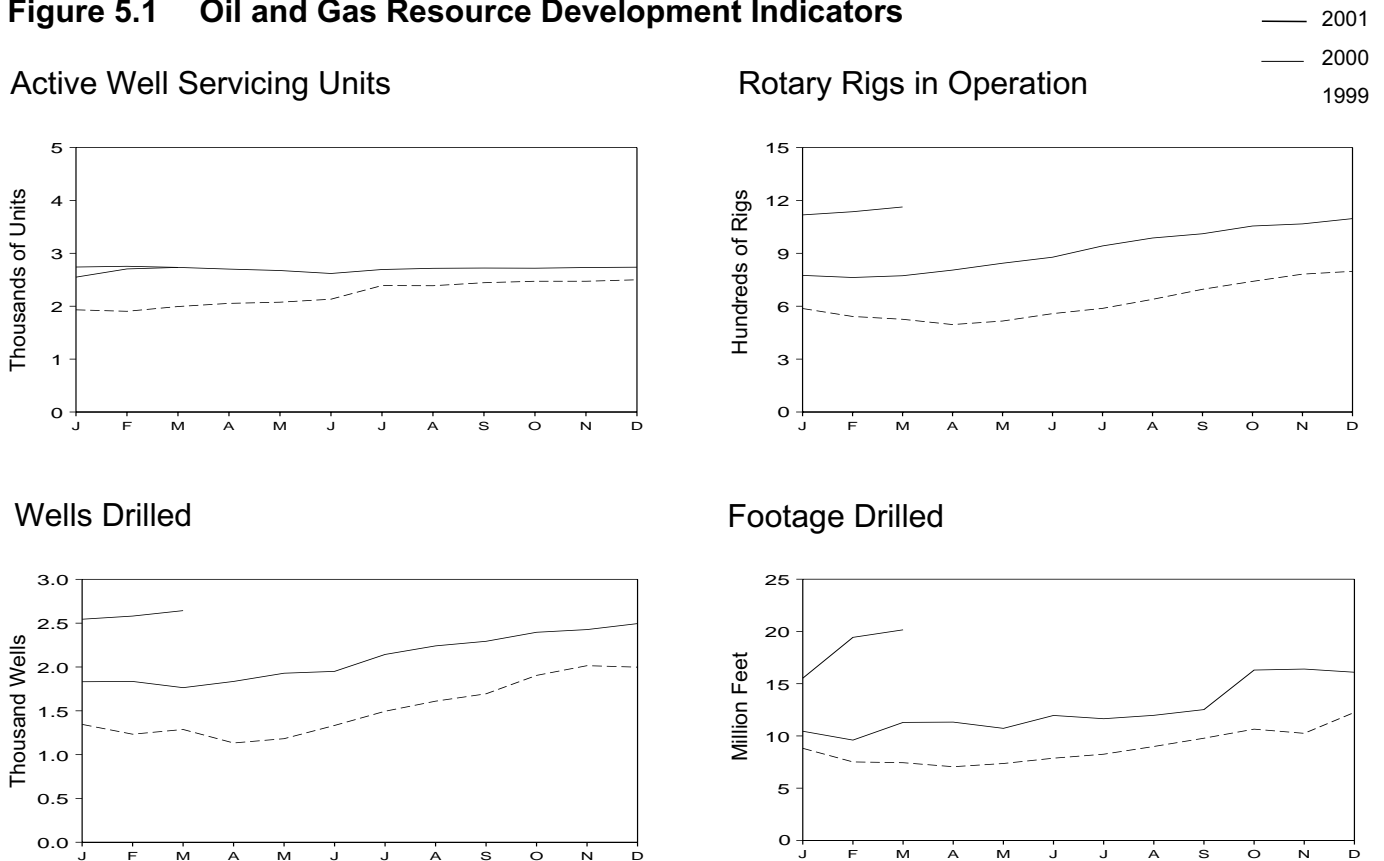 Figure 5.1 Oil and Gas Resource Development Indicators
2001
2000
1999
Active Well Servicing Units
Thousands of Units
5
4
3
2
1
0
J F M A M J J A S O N D
Rotary Rigs in Operation
Hundreds of Rigs
15
12
9
6
3
0
J F M A M J J A S O N D
Wells Drilled
Thousand Wells
3.0
2.5
2.0
1.5
1.0
0.5
0.0
J F M A M J J A S O N D
Footage Drilled
Million Feet
25
20
15
10
5
0
J F M A M J J A S O N D